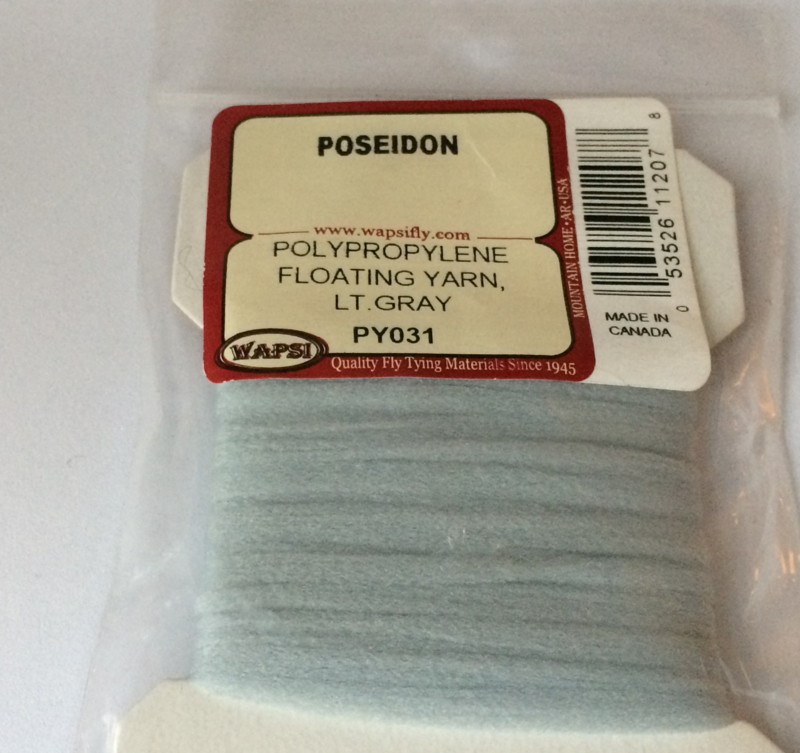 POSEIDON
www.wapsifly.com
POLYPROPYLENE
FLOATING YARN,
LT.GRAY
PY031
WAPSI
Quality Fly Tying Materials Since 1945
MOUNTAIN HOME•AR•USA
0 53526 11207 8
MADE IN
CANADA